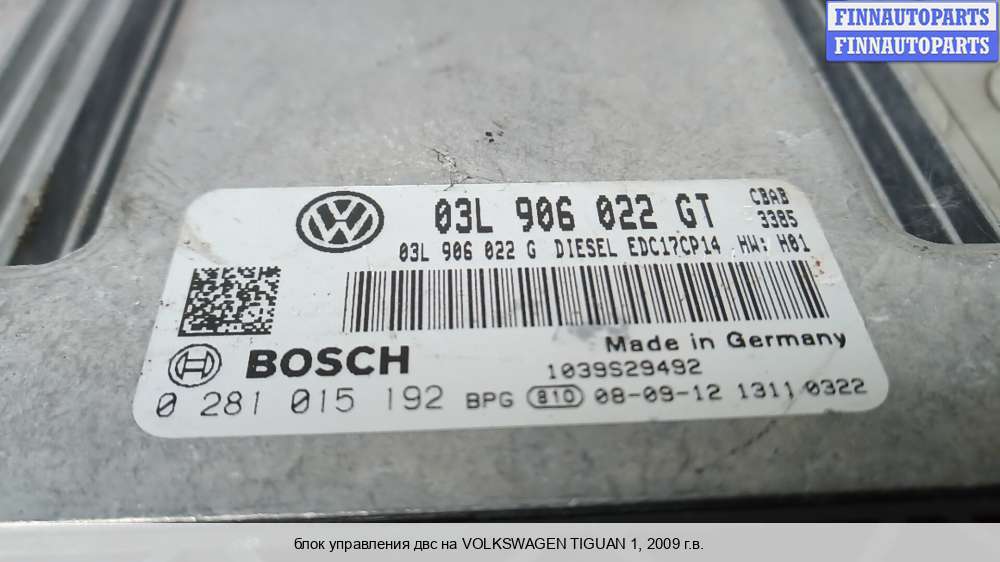 FINNAUTOPARTS
FINNAUTOPARTS
03L 906 022 GT CBAB
3385
03L 906 022 G DIESEL EDC17CP14 HW: H01
Made in Germany
BOSCH 1039S29492
0 281 015 192 BPG 810 08-09-12 1311 0322
блок управления двс на VOLKSWAGEN TIGUAN 1, 2009 г.в.